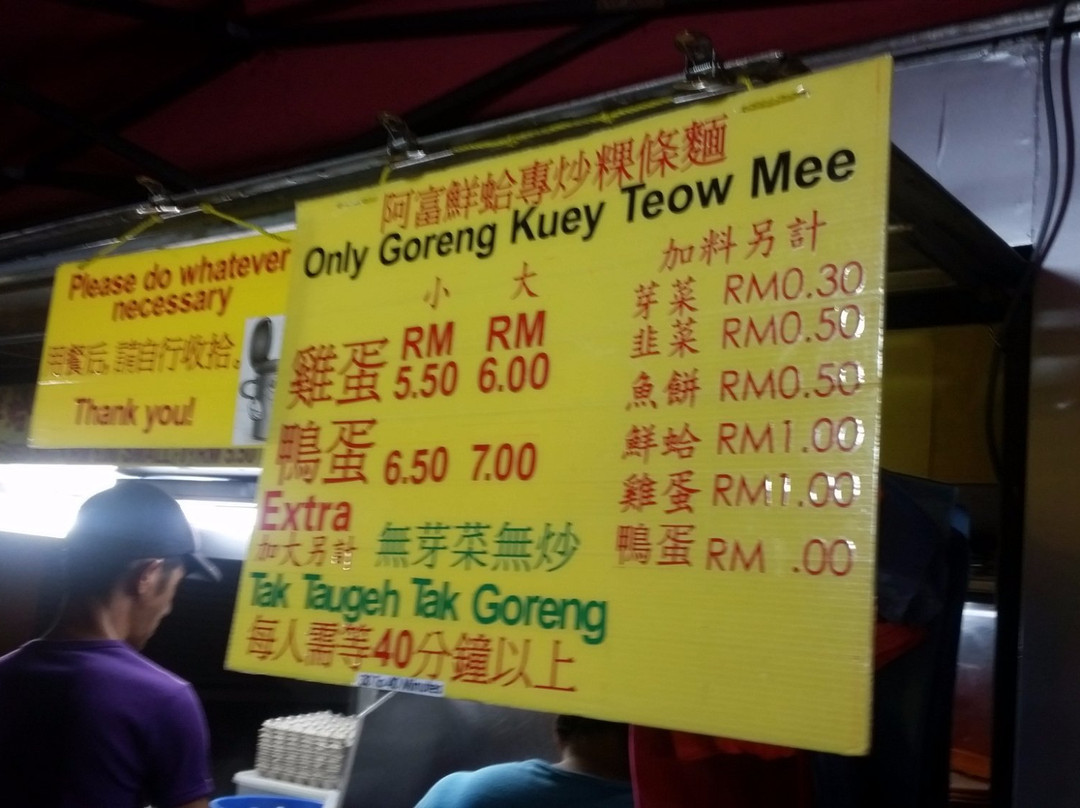 Please do whatever
necessary
用餐后, 請自行收拾。
Thank you!
阿富鮮蛤專炒粿條麵
Only Goreng Kuey Teow Mee
小 大
RM RM
雞蛋 5.50 6.00
鴨蛋 6.50 7.00
Extra
加大另計
無芽菜無炒
Tak Taugeh Tak Goreng
每人需等40分鐘以上
加料另計
芽菜 RM0.30
韭菜 RM0.50
魚餅 RM0.50
鮮蛤 RM1.00
雞蛋 RM1.00
鴨蛋 RM .00